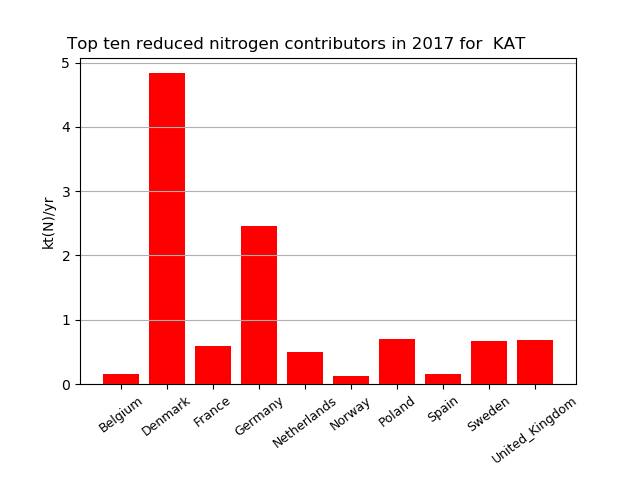 Top ten reduced nitrogen contributors in 2017 for  KAT
kt(N)/yr
5
4
3
2
1
0
Belgium
Denmark
France
Germany
Netherlands
Norway
Poland
Spain
Sweden
United_Kingdom